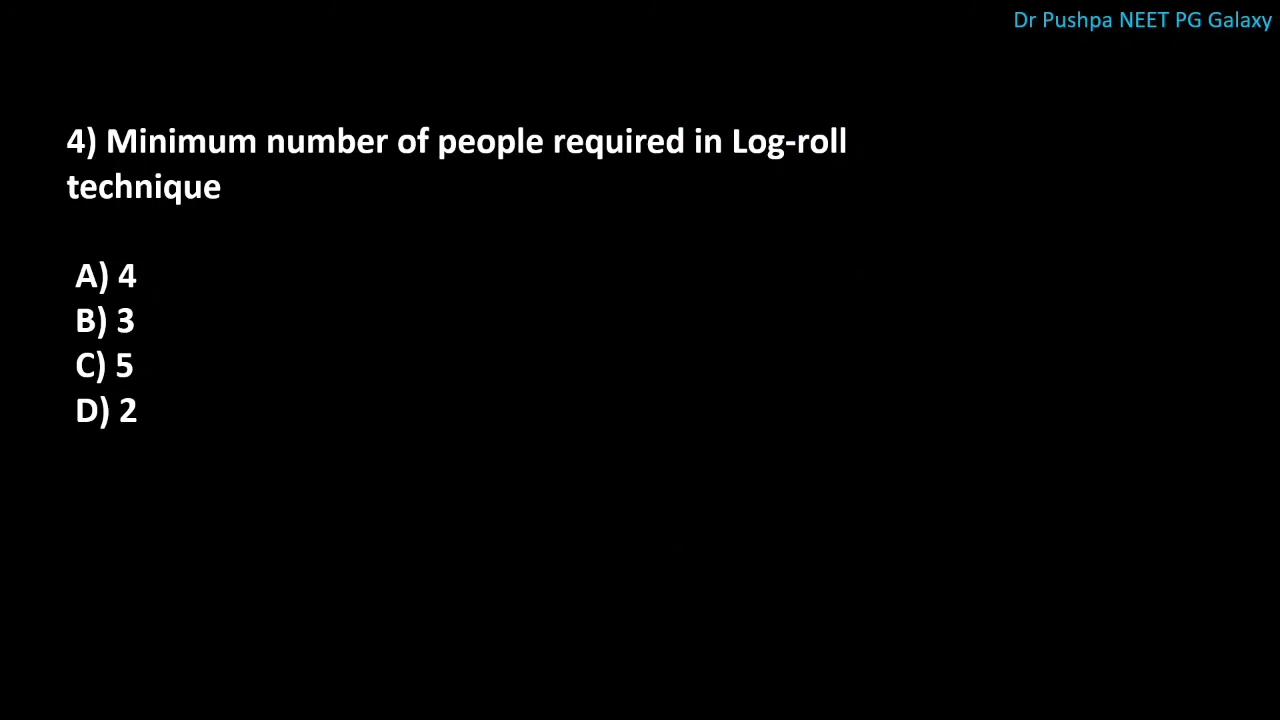 Dr Pushpa NEET PG Galaxy
4) Minimum number of people required in Log-roll
technique
A) 4
B) 3
C) 5
D) 2